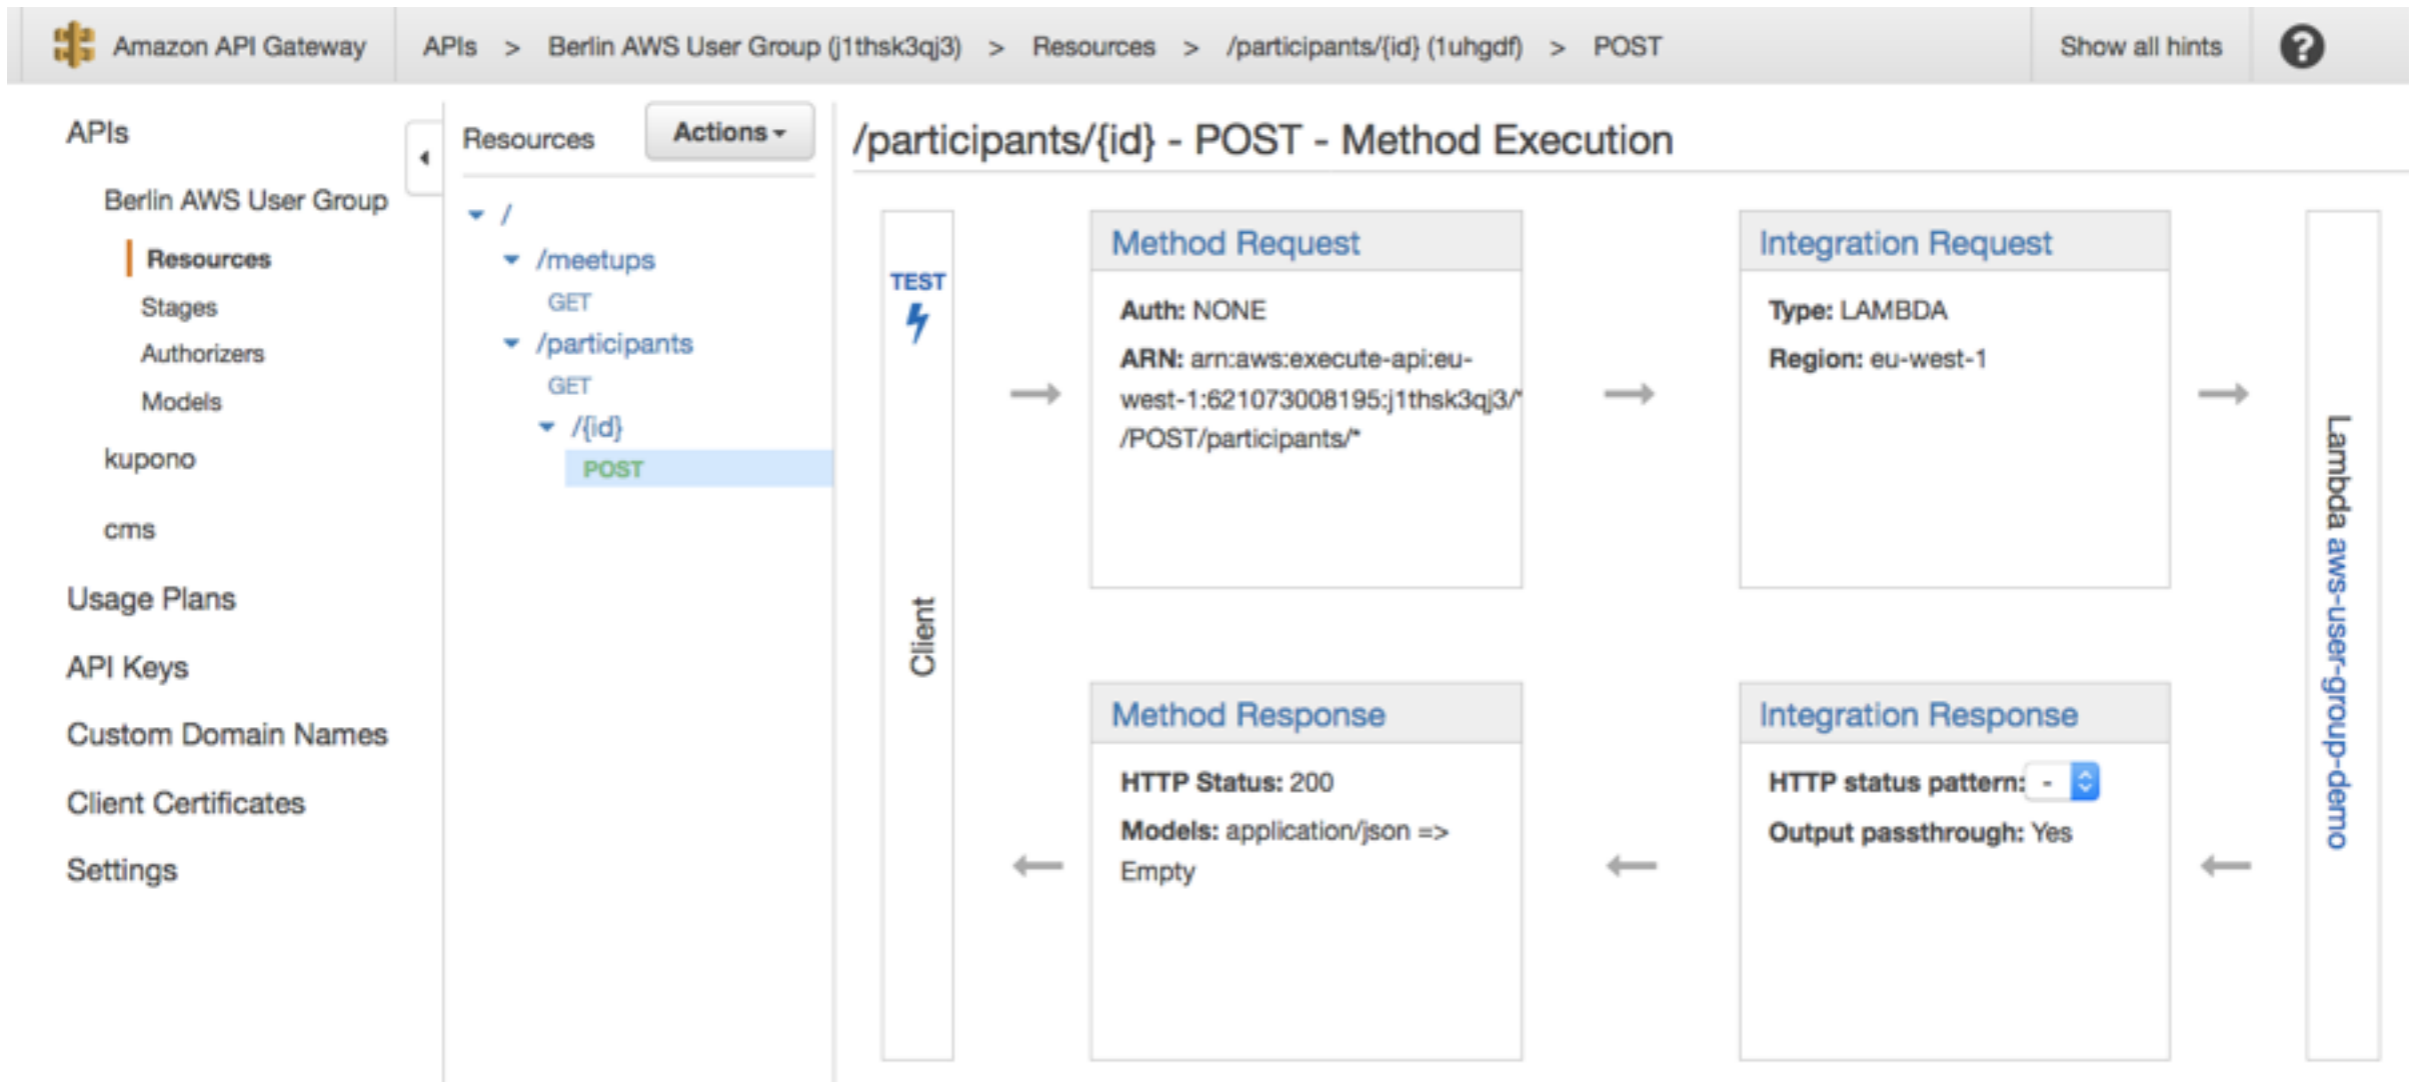 Amazon API Gateway
APIs > Berlin AWS User Group (j1thsk3qj3) > Resources > /participants/{id} (1uhgdf) > POST
Show all hints
?
APIs
Berlin AWS User Group
Resources
Stages
Authorizers
Models
kupono
cms
Usage Plans
API Keys
Custom Domain Names
Client Certificates
Settings
Resources
Actions
/
/meetups
GET
/participants
GET
/{id}
POST
/participants/{id} - POST - Method Execution
TEST
Client
Method Request
Auth: NONE
ARN: arn:aws:execute-api:eu-
west-1:621073008195:j1thsk3qj3/*
/POST/participants/*
Integration Request
Type: LAMBDA
Region: eu-west-1
Lambda aws-user-group-demo
Method Response
HTTP Status: 200
Models: application/json =>
Empty
Integration Response
HTTP status pattern: -
Output passthrough: Yes